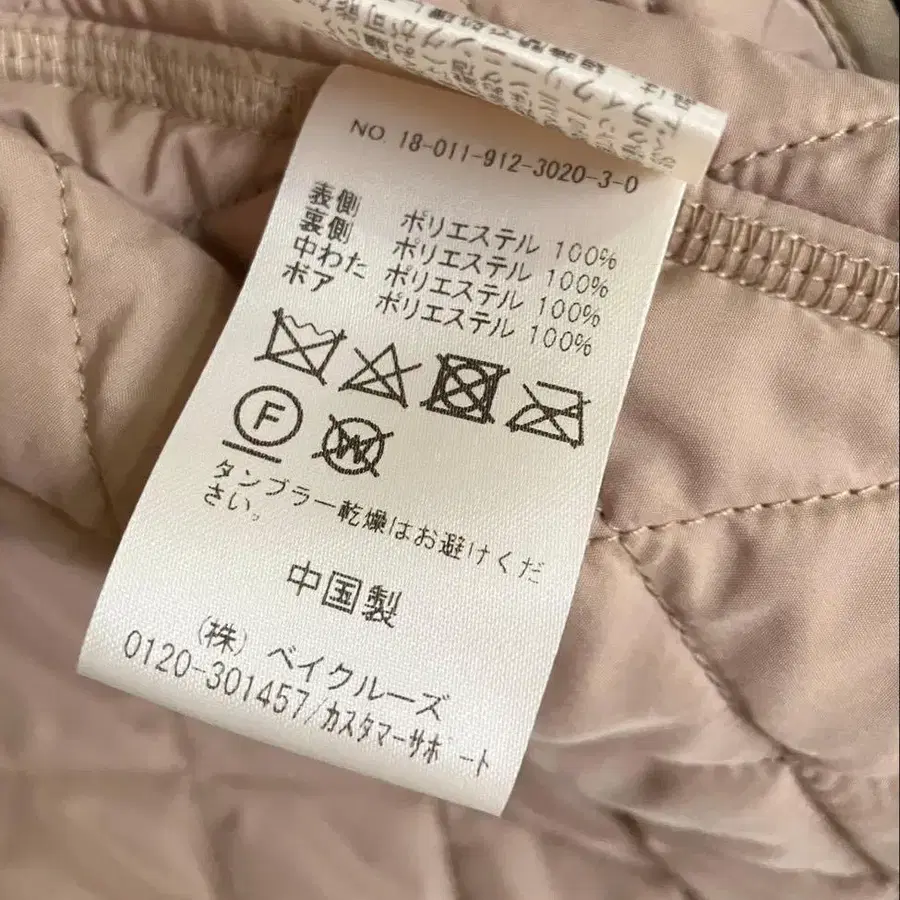 NO. 18-011-912-3020-3-0
表側 ポリエステル 100%
裏側 ポリエステル 100%
中わた ポリエステル 100%
ボア ポリエステル 100%
F
W
タンブラー乾燥はお避けくだ
さい。
中国製
(株) ベイクルーズ
0120-301457/カスタマーサポート